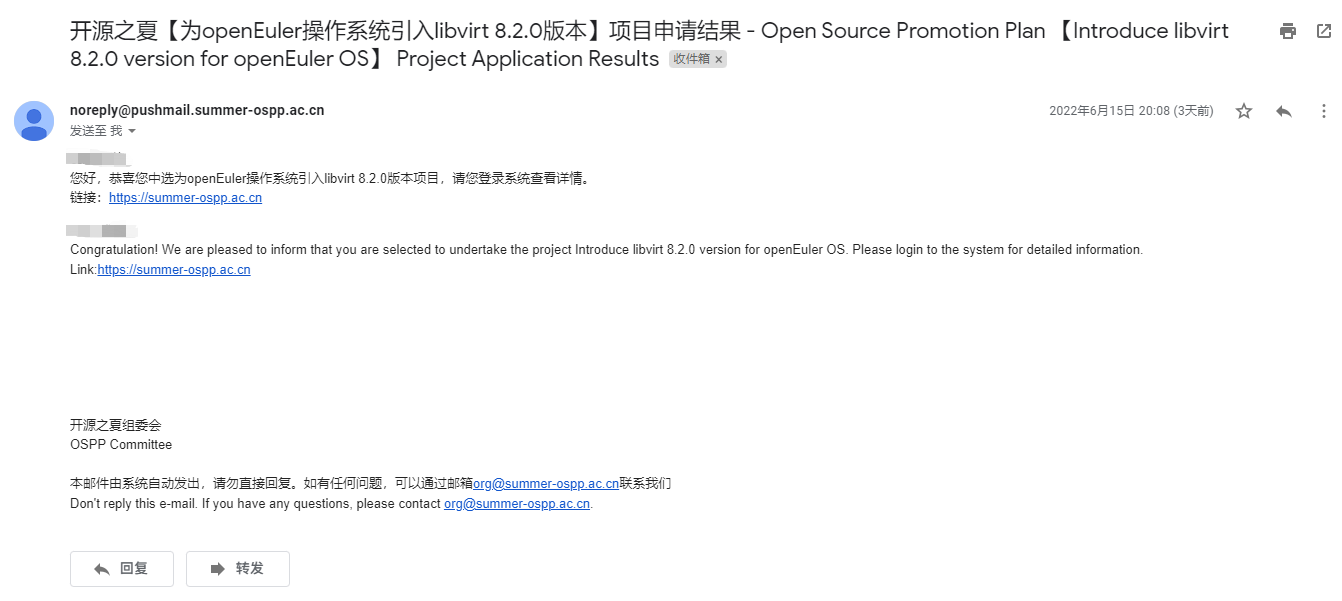 开源之夏【为openEuler操作系统引入libvirt 8.2.0版本】项目申请结果 - Open Source Promotion Plan 【Introduce libvirt
8.2.0 version for openEuler OS】 Project Application Results 收件箱 ×
noreply@pushmail.summer-ospp.ac.cn 2022年6月15日 20:08 (3天前)
发送至 我
您好，恭喜您中选为openEuler操作系统引入libvirt 8.2.0版本项目，请您登录系统查看详情。
链接：https://summer-ospp.ac.cn
Congratulation! We are pleased to inform that you are selected to undertake the project Introduce libvirt 8.2.0 version for openEuler OS. Please login to the system for detailed information.
Link:https://summer-ospp.ac.cn
开源之夏组委会
OSPP Committee
本邮件由系统自动发出，请勿直接回复。如有任何问题，可以通过邮箱org@summer-ospp.ac.cn联系我们
Don't reply this e-mail. If you have any questions, please contact org@summer-ospp.ac.cn.
回复 转发